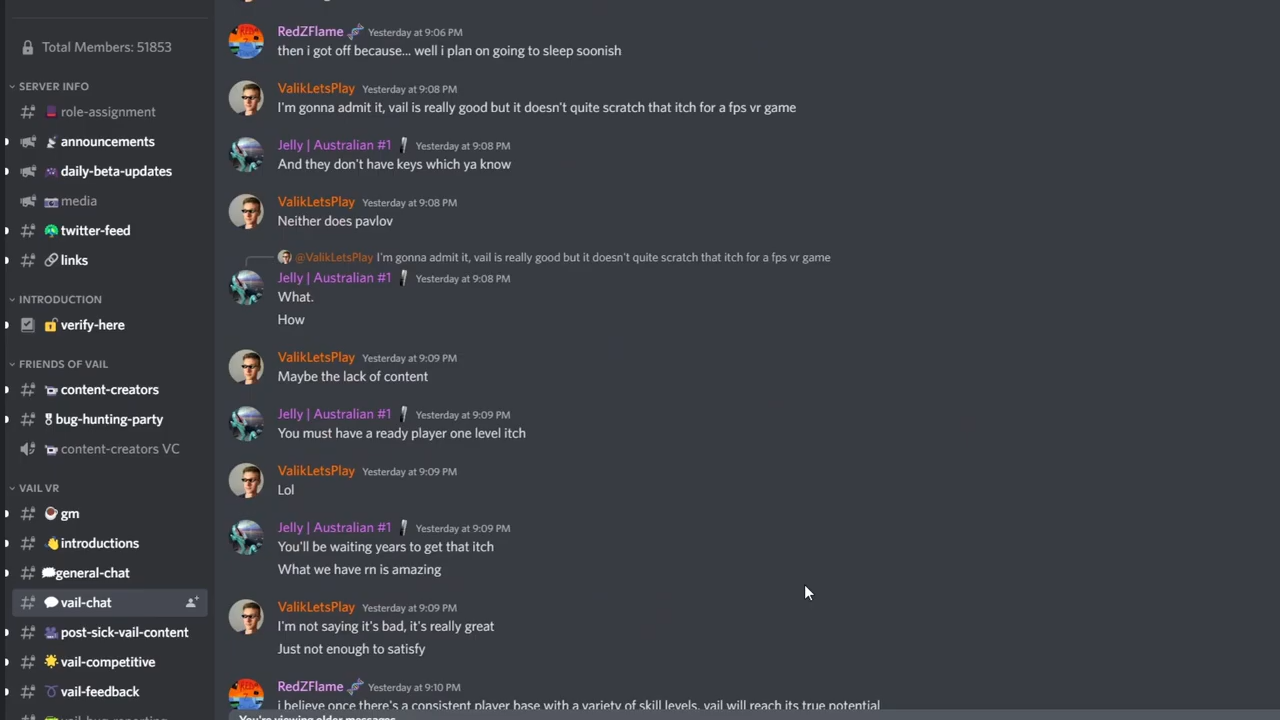 Total Members: 51853
SERVER INFO
role-assignment
announcements
daily-beta-updates
media
twitter-feed
links
INTRODUCTION
verify-here
FRIENDS OF VAIL
content-creators
bug-hunting-party
content-creators VC
VAIL VR
gm
introductions
general-chat
vail-chat
post-sick-vail-content
vail-competitive
vail-feedback
vail-bug-reporting
RedZFlame Yesterday at 9:06 PM
then i got off because... well i plan on going to sleep soonish
ValikLetsPlay Yesterday at 9:08 PM
I'm gonna admit it, vail is really good but it doesn't quite scratch that itch for a fps vr game
Jelly | Australian #1 Yesterday at 9:08 PM
And they don't have keys which ya know
ValikLetsPlay Yesterday at 9:08 PM
Neither does pavlov
@ValikLetsPlay I'm gonna admit it, vail is really good but it doesn't quite scratch that itch for a fps vr game
Jelly | Australian #1 Yesterday at 9:08 PM
What.
How
ValikLetsPlay Yesterday at 9:09 PM
Maybe the lack of content
Jelly | Australian #1 Yesterday at 9:09 PM
You must have a ready player one level itch
ValikLetsPlay Yesterday at 9:09 PM
Lol
Jelly | Australian #1 Yesterday at 9:09 PM
You'll be waiting years to get that itch
What we have rn is amazing
ValikLetsPlay Yesterday at 9:09 PM
I'm not saying it's bad, it's really great
Just not enough to satisfy
RedZFlame Yesterday at 9:10 PM
i believe once there's a consistent player base with a variety of skill levels, vail will reach its true potential
You're viewing older messages